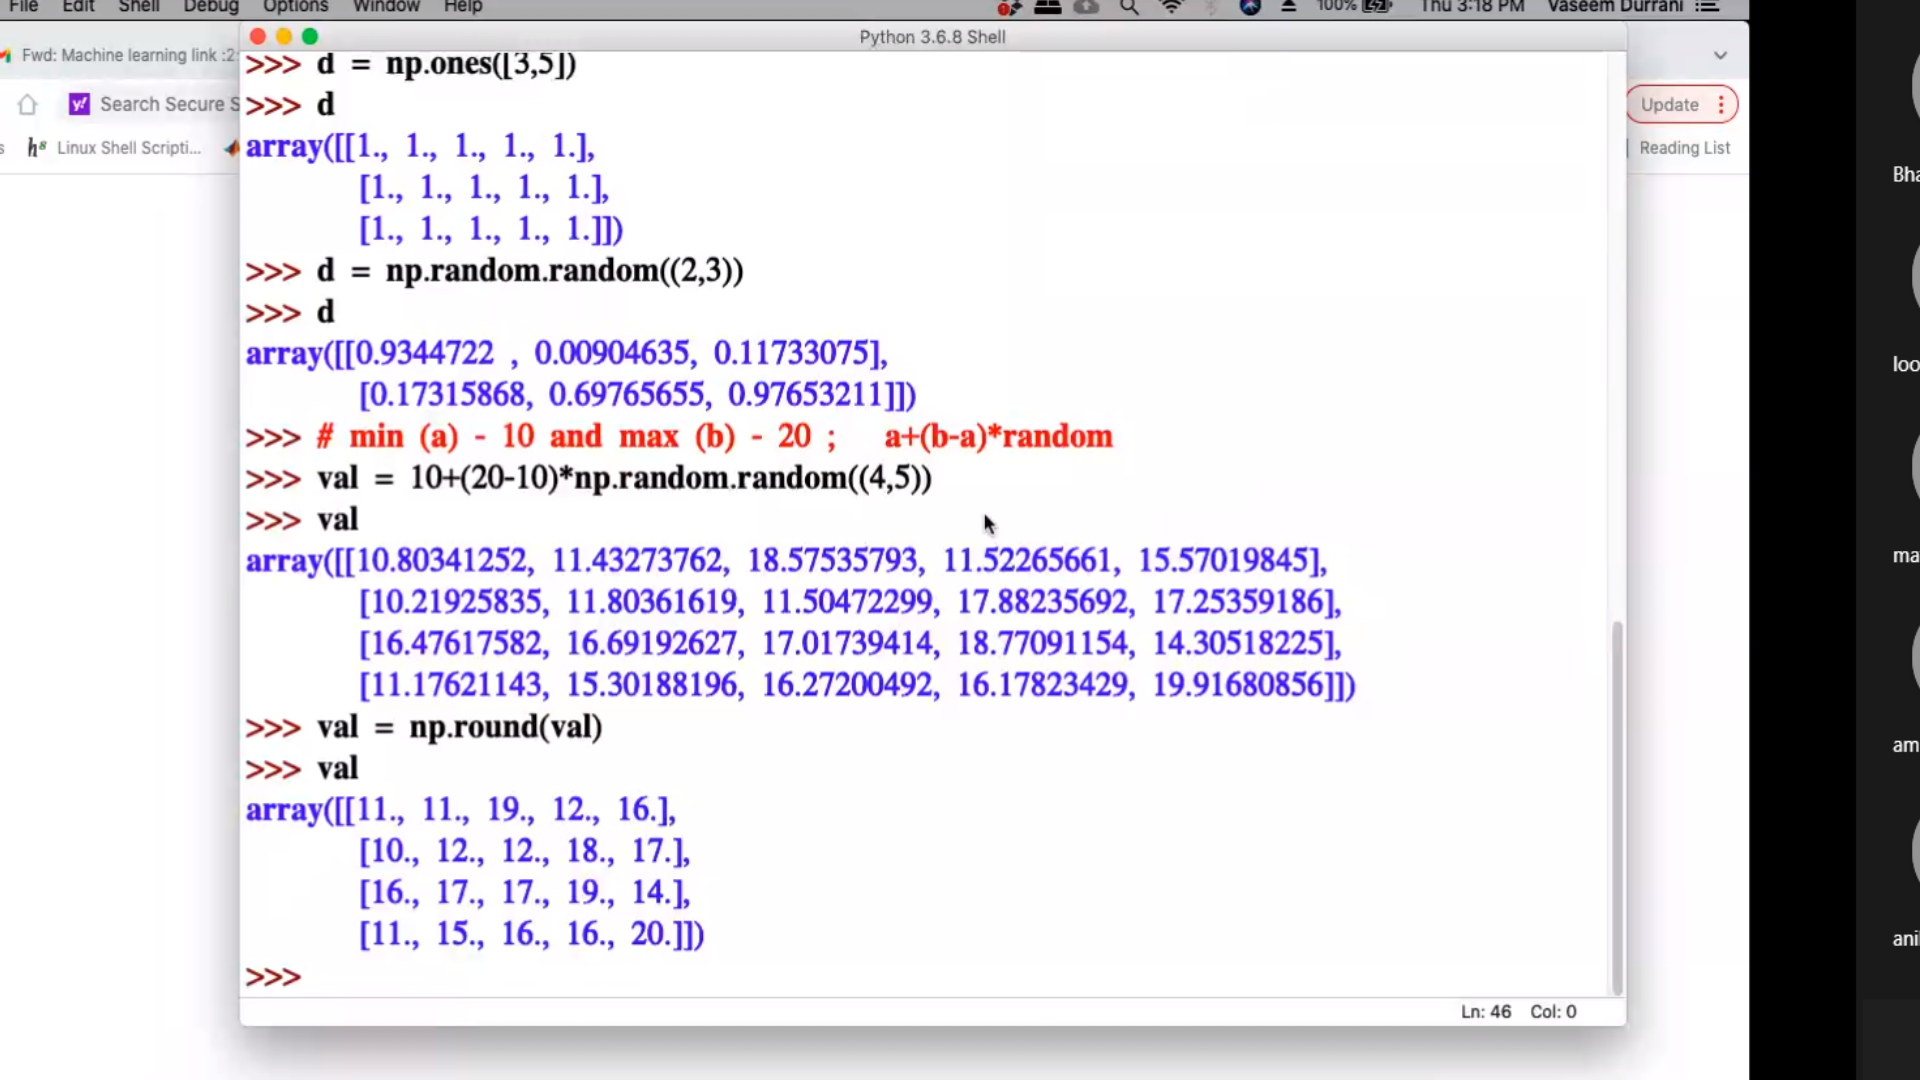 File Edit Shell Debug Options Window Help 100% Thu 3:18 PM Vaseem Durrani
Python 3.6.8 Shell
Fwd: Machine learning link :2
Search Secure S
Update
Linux Shell Scripti...
Reading List
>>> d = np.ones([3,5])
>>> d
array([[1., 1., 1., 1., 1.],
[1., 1., 1., 1., 1.],
[1., 1., 1., 1., 1.]])
>>> d = np.random.random((2,3))
>>> d
array([[0.9344722 , 0.00904635, 0.11733075],
[0.17315868, 0.69765655, 0.97653211]])
>>> # min (a) - 10 and max (b) - 20 ; a+(b-a)*random
>>> val = 10+(20-10)*np.random.random((4,5))
>>> val
array([[10.80341252, 11.43273762, 18.57535793, 11.52265661, 15.57019845],
[10.21925835, 11.80361619, 11.50472299, 17.88235692, 17.25359186],
[16.47617582, 16.69192627, 17.01739414, 18.77091154, 14.30518225],
[11.17621143, 15.30188196, 16.27200492, 16.17823429, 19.91680856]])
>>> val = np.round(val)
>>> val
array([[11., 11., 19., 12., 16.],
[10., 12., 12., 18., 17.],
[16., 17., 17., 19., 14.],
[11., 15., 16., 16., 20.]])
>>>
Ln: 46 Col: 0
Bha
loo
ma
am
ani